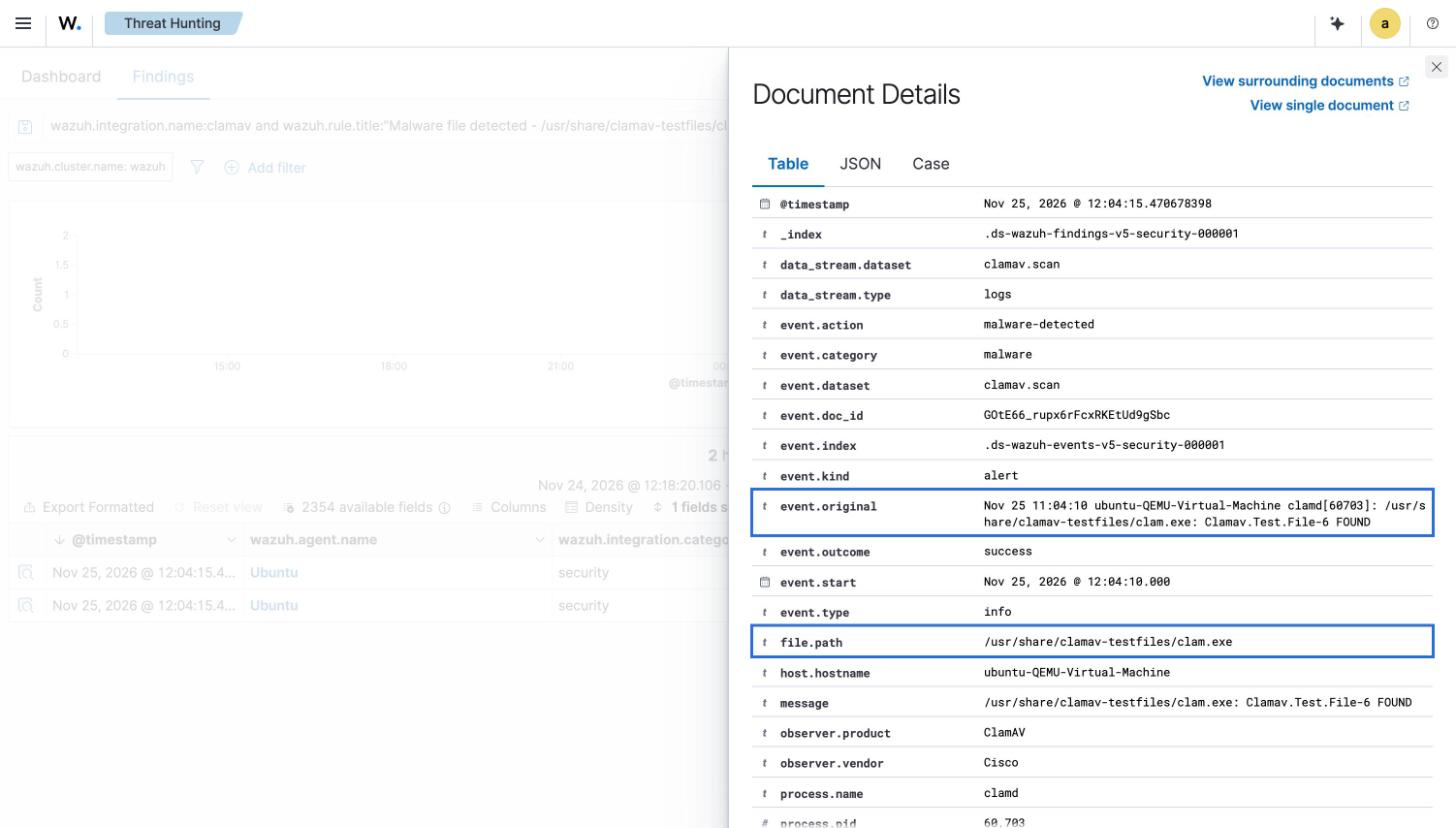 W.
Threat Hunting
a
Dashboard
Findings
wazuh.integration.name:clamav and wazuh.rule.title:"Malware file detected - /usr/share/clamav-testfiles/cl
wazuh.cluster.name: wazuh
Add filter
2
1.5
1
0.5
0
Count
15:00
18:00
21:00
00:
@timestar
2 h
Nov 24, 2026 @ 12:18:20.106 -
Export Formatted
Reset view
2354 available fields
Columns
Density
1 fields s
@timestamp
wazuh.agent.name
wazuh.integration.catego
Nov 25, 2026 @ 12:04:15.4...
Ubuntu
security
Nov 25, 2026 @ 12:04:15.4...
Ubuntu
security
Document Details
View surrounding documents
View single document
Table
JSON
Case
@timestamp
Nov 25, 2026 @ 12:04:15.470678398
t _index
.ds-wazuh-findings-v5-security-000001
t data_stream.dataset
clamav.scan
t data_stream.type
logs
t event.action
malware-detected
t event.category
malware
t event.dataset
clamav.scan
t event.doc_id
GOtE66_rupx6rFcxRKEtUd9gSbc
t event.index
.ds-wazuh-events-v5-security-000001
t event.kind
alert
t event.original
Nov 25 11:04:10 ubuntu-QEMU-Virtual-Machine clamd[60703]: /usr/s
hare/clamav-testfiles/clam.exe: Clamav.Test.File-6 FOUND
t event.outcome
success
event.start
Nov 25, 2026 @ 12:04:10.000
t event.type
info
t file.path
/usr/share/clamav-testfiles/clam.exe
t host.hostname
ubuntu-QEMU-Virtual-Machine
t message
/usr/share/clamav-testfiles/clam.exe: Clamav.Test.File-6 FOUND
t observer.product
ClamAV
t observer.vendor
Cisco
t process.name
clamd
# process.pid
60,703